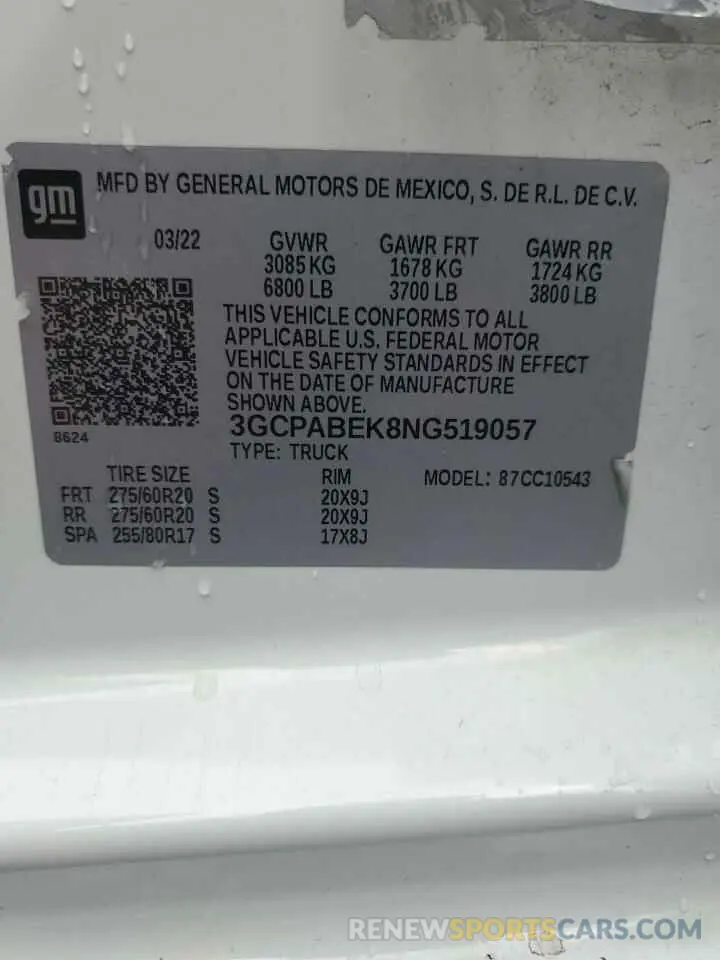 gm
MFD BY GENERAL MOTORS DE MEXICO, S. DE R.L. DE C.V.
03/22 GVWR GAWR FRT GAWR RR
3085 KG 1678 KG 1724 KG
6800 LB 3700 LB 3800 LB
THIS VEHICLE CONFORMS TO ALL
APPLICABLE U.S. FEDERAL MOTOR
VEHICLE SAFETY STANDARDS IN EFFECT
ON THE DATE OF MANUFACTURE
SHOWN ABOVE.
3GCPABEK8NG519057
8624
TYPE: TRUCK
TIRE SIZE RIM MODEL: 87CC10543
FRT 275/60R20 S 20X9J
RR 275/60R20 S 20X9J
SPA 255/80R17 S 17X8J
RENEWSPORTSCARS.COM